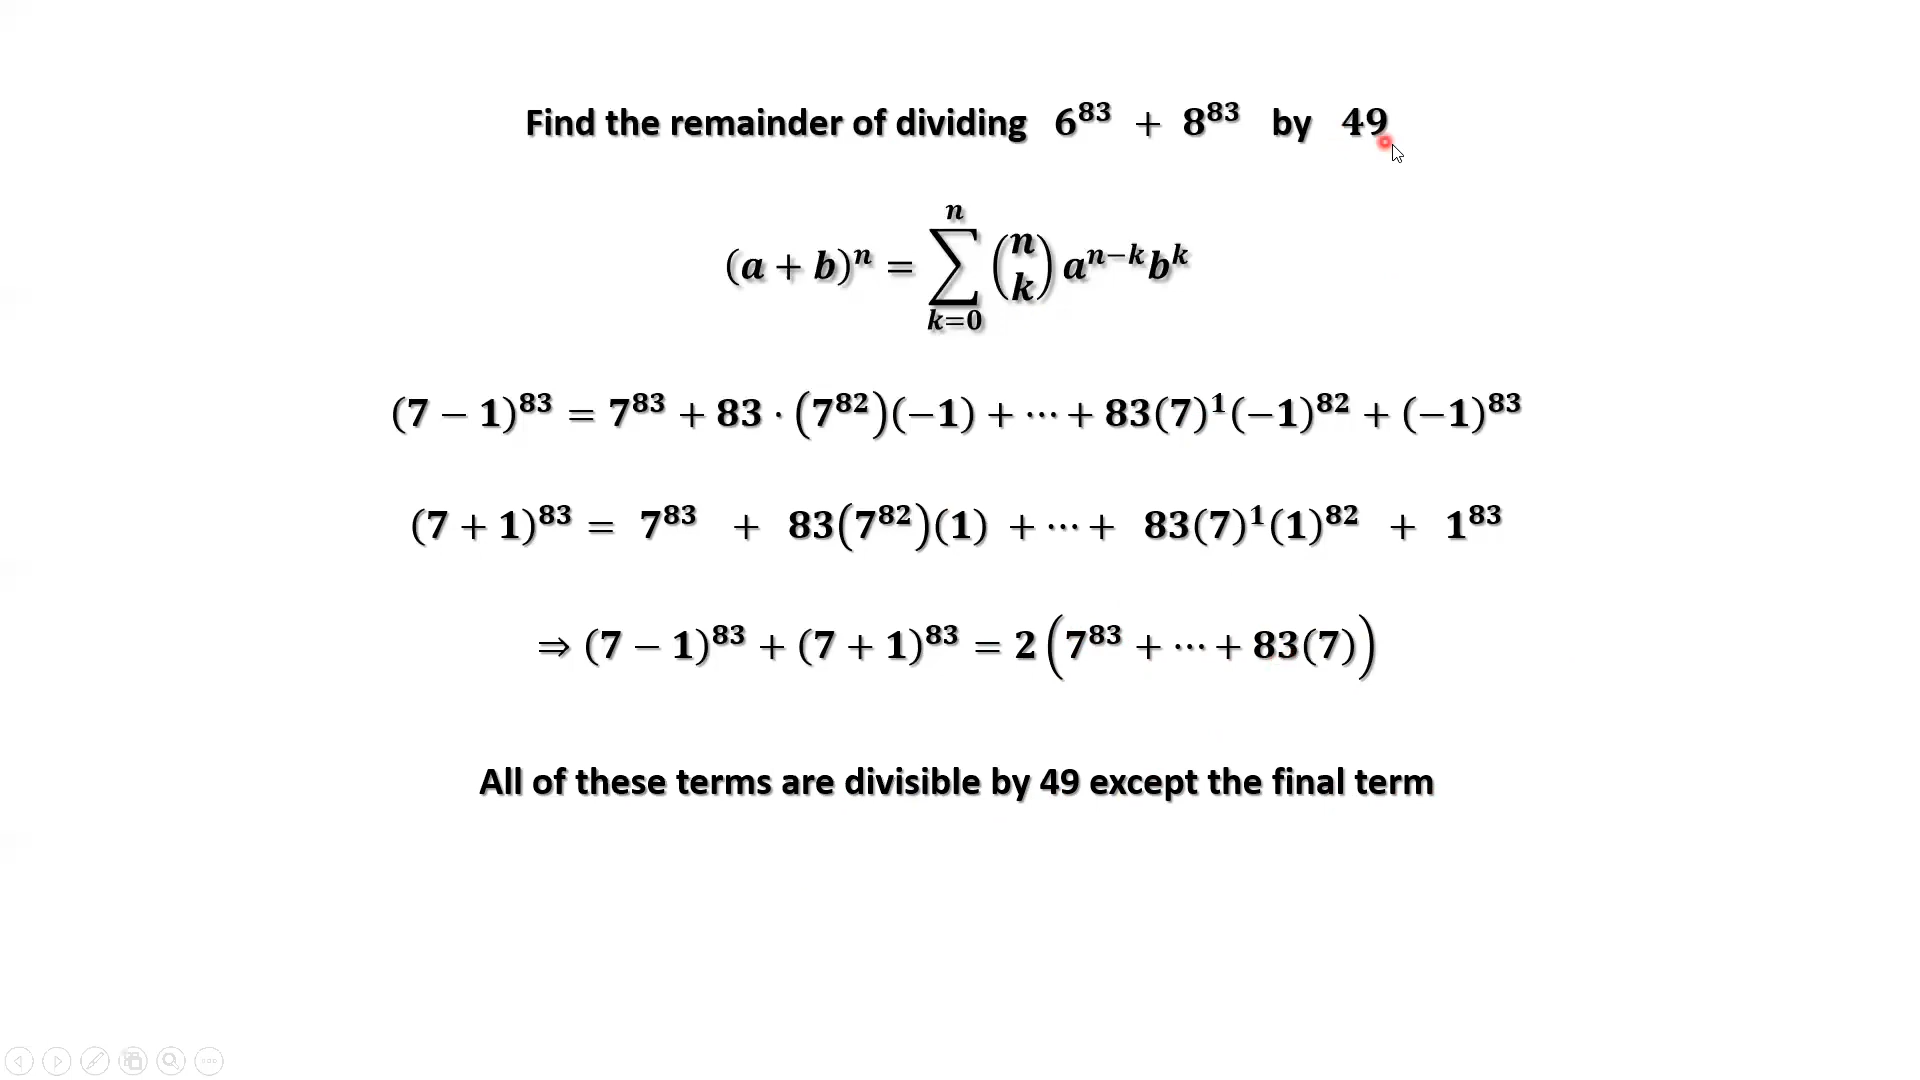 Find the remainder of dividing 6^83 + 8^83 by 49
(a + b)^n = ∑_{k=0}^{n} (n k) a^{n−k} b^k
(7 − 1)^83 = 7^83 + 83 · (7^82)(−1) + ⋯ + 83(7)^1(−1)^82 + (−1)^83
(7 + 1)^83 = 7^83 + 83(7^82)(1) + ⋯ + 83(7)^1(1)^82 + 1^83
⇒ (7 − 1)^83 + (7 + 1)^83 = 2(7^83 + ⋯ + 83(7))
All of these terms are divisible by 49 except the final term